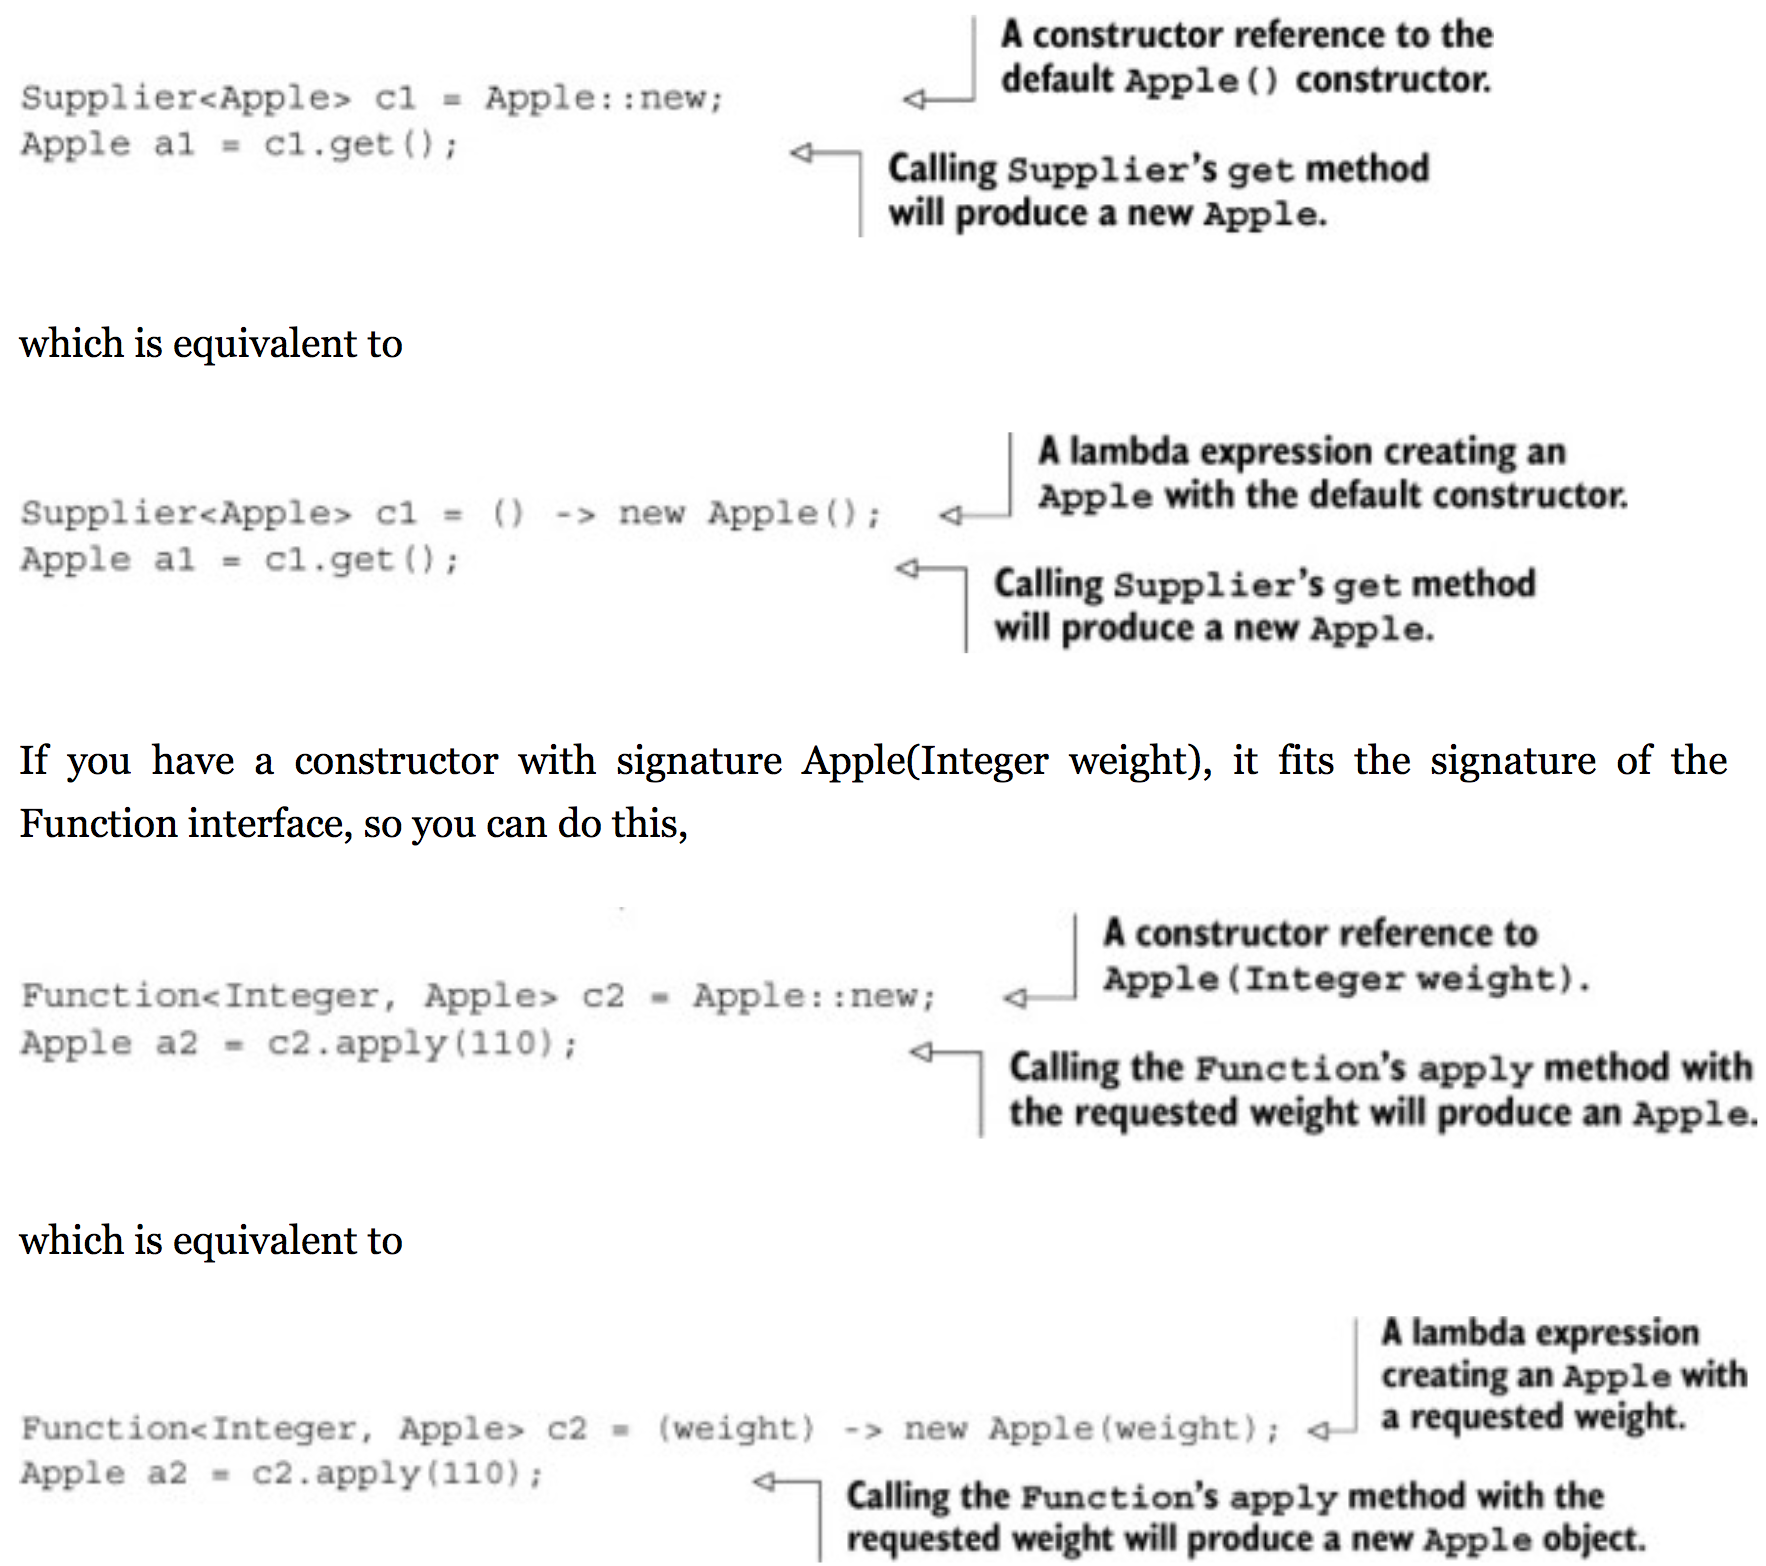 A constructor reference to the
default Apple() constructor.
Supplier<Apple> c1 = Apple::new;
Apple a1 = c1.get();
Calling Supplier's get method
will produce a new Apple.
which is equivalent to
A lambda expression creating an
Apple with the default constructor.
Supplier<Apple> c1 = () -> new Apple();
Apple a1 = c1.get();
Calling Supplier's get method
will produce a new Apple.
If you have a constructor with signature Apple(Integer weight), it fits the signature of the
Function interface, so you can do this,
A constructor reference to
Apple(Integer weight).
Function<Integer, Apple> c2 = Apple::new;
Apple a2 = c2.apply(110);
Calling the Function's apply method with
the requested weight will produce an Apple.
which is equivalent to
A lambda expression
creating an Apple with
a requested weight.
Function<Integer, Apple> c2 = (weight) -> new Apple(weight);
Apple a2 = c2.apply(110);
Calling the Function's apply method with the
requested weight will produce a new Apple object.